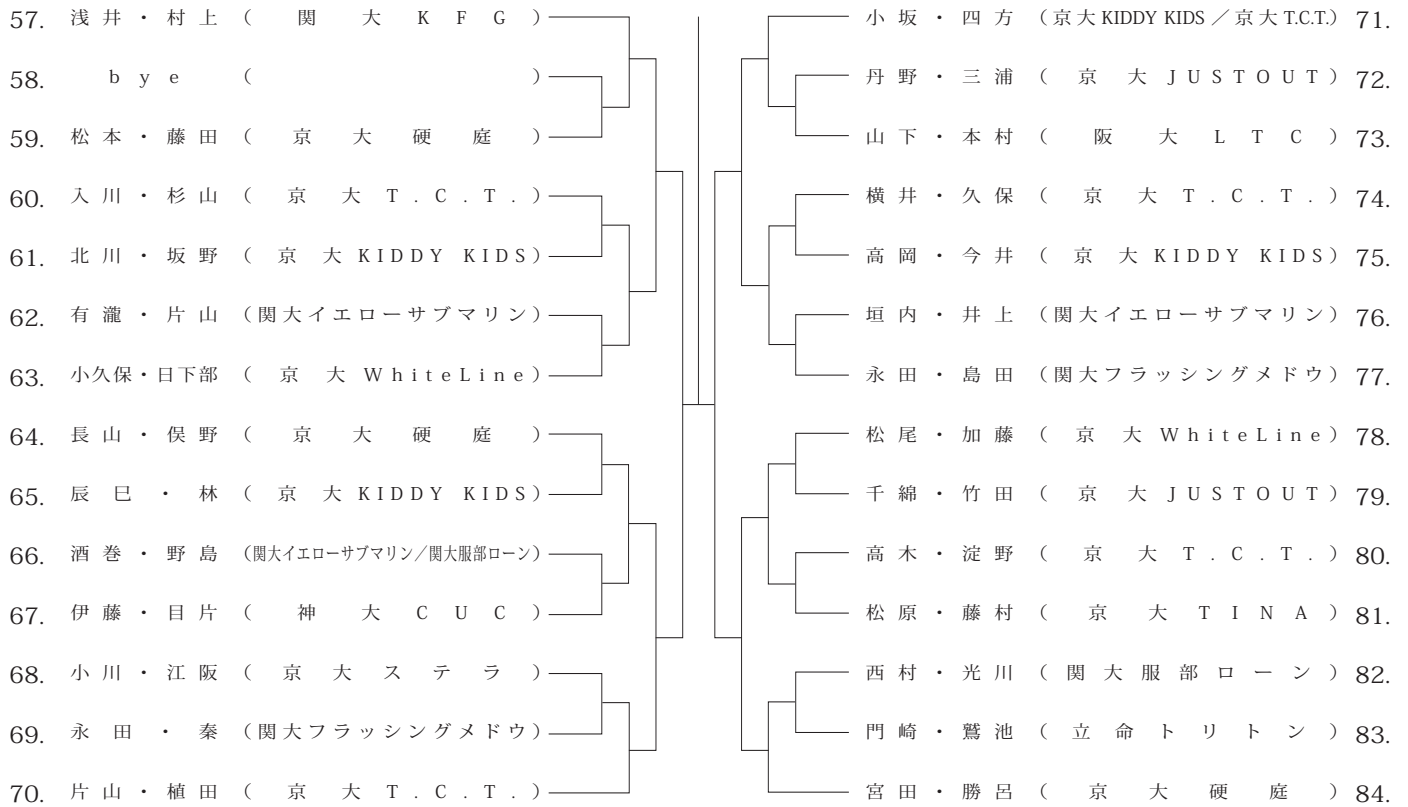 57. 浅井・村上 (関大KFG)
58. bye ( )
59. 松本・藤田 (京大硬庭)
60. 入川・杉山 (京大T.C.T.)
61. 北川・坂野 (京大KIDDY KIDS)
62. 有瀧・片山 (関大イエローサブマリン)
63. 小久保・日下部 (京大WhiteLine)
64. 長山・俣野 (京大硬庭)
65. 辰巳・林 (京大KIDDY KIDS)
66. 酒巻・野島 (関大イエローサブマリン/関大服部ローン)
67. 伊藤・目片 (神大CUC)
68. 小川・江阪 (京大ステラ)
69. 永田・秦 (関大フラッシングメドウ)
70. 片山・植田 (京大T.C.T.)
小坂・四方 (京大KIDDY KIDS/京大T.C.T.) 71.
丹野・三浦 (京大JUSTOUT) 72.
山下・本村 (阪大LTC) 73.
横井・久保 (京大T.C.T.) 74.
高岡・今井 (京大KIDDY KIDS) 75.
垣内・井上 (関大イエローサブマリン) 76.
永田・島田 (関大フラッシングメドウ) 77.
松尾・加藤 (京大WhiteLine) 78.
千綿・竹田 (京大JUSTOUT) 79.
高木・淀野 (京大T.C.T.) 80.
松原・藤村 (京大TINA) 81.
西村・光川 (関大服部ローン) 82.
門崎・鷲池 (立命トリトン) 83.
宮田・勝呂 (京大硬庭) 84.